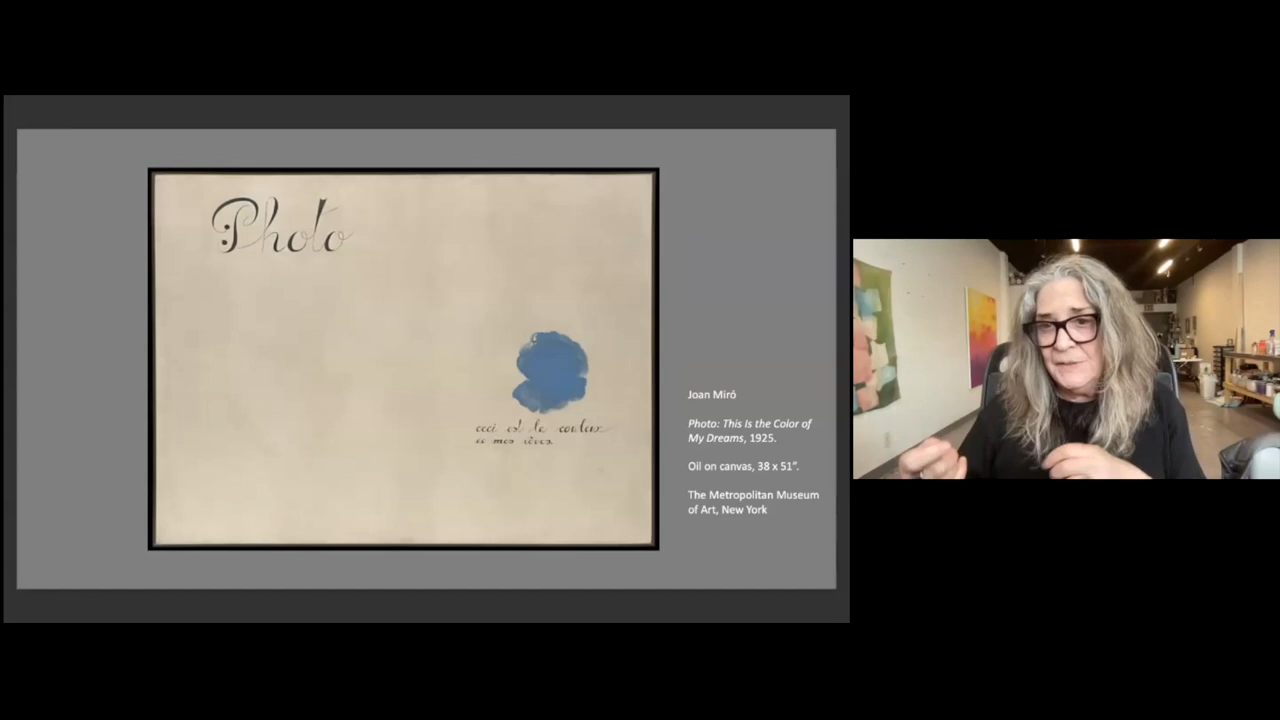 Photo
ceci est la couleur
de mes rêves.
Joan Miró
Photo: This Is the Color of
My Dreams, 1925.
Oil on canvas, 38 x 51”.
The Metropolitan Museum
of Art, New York